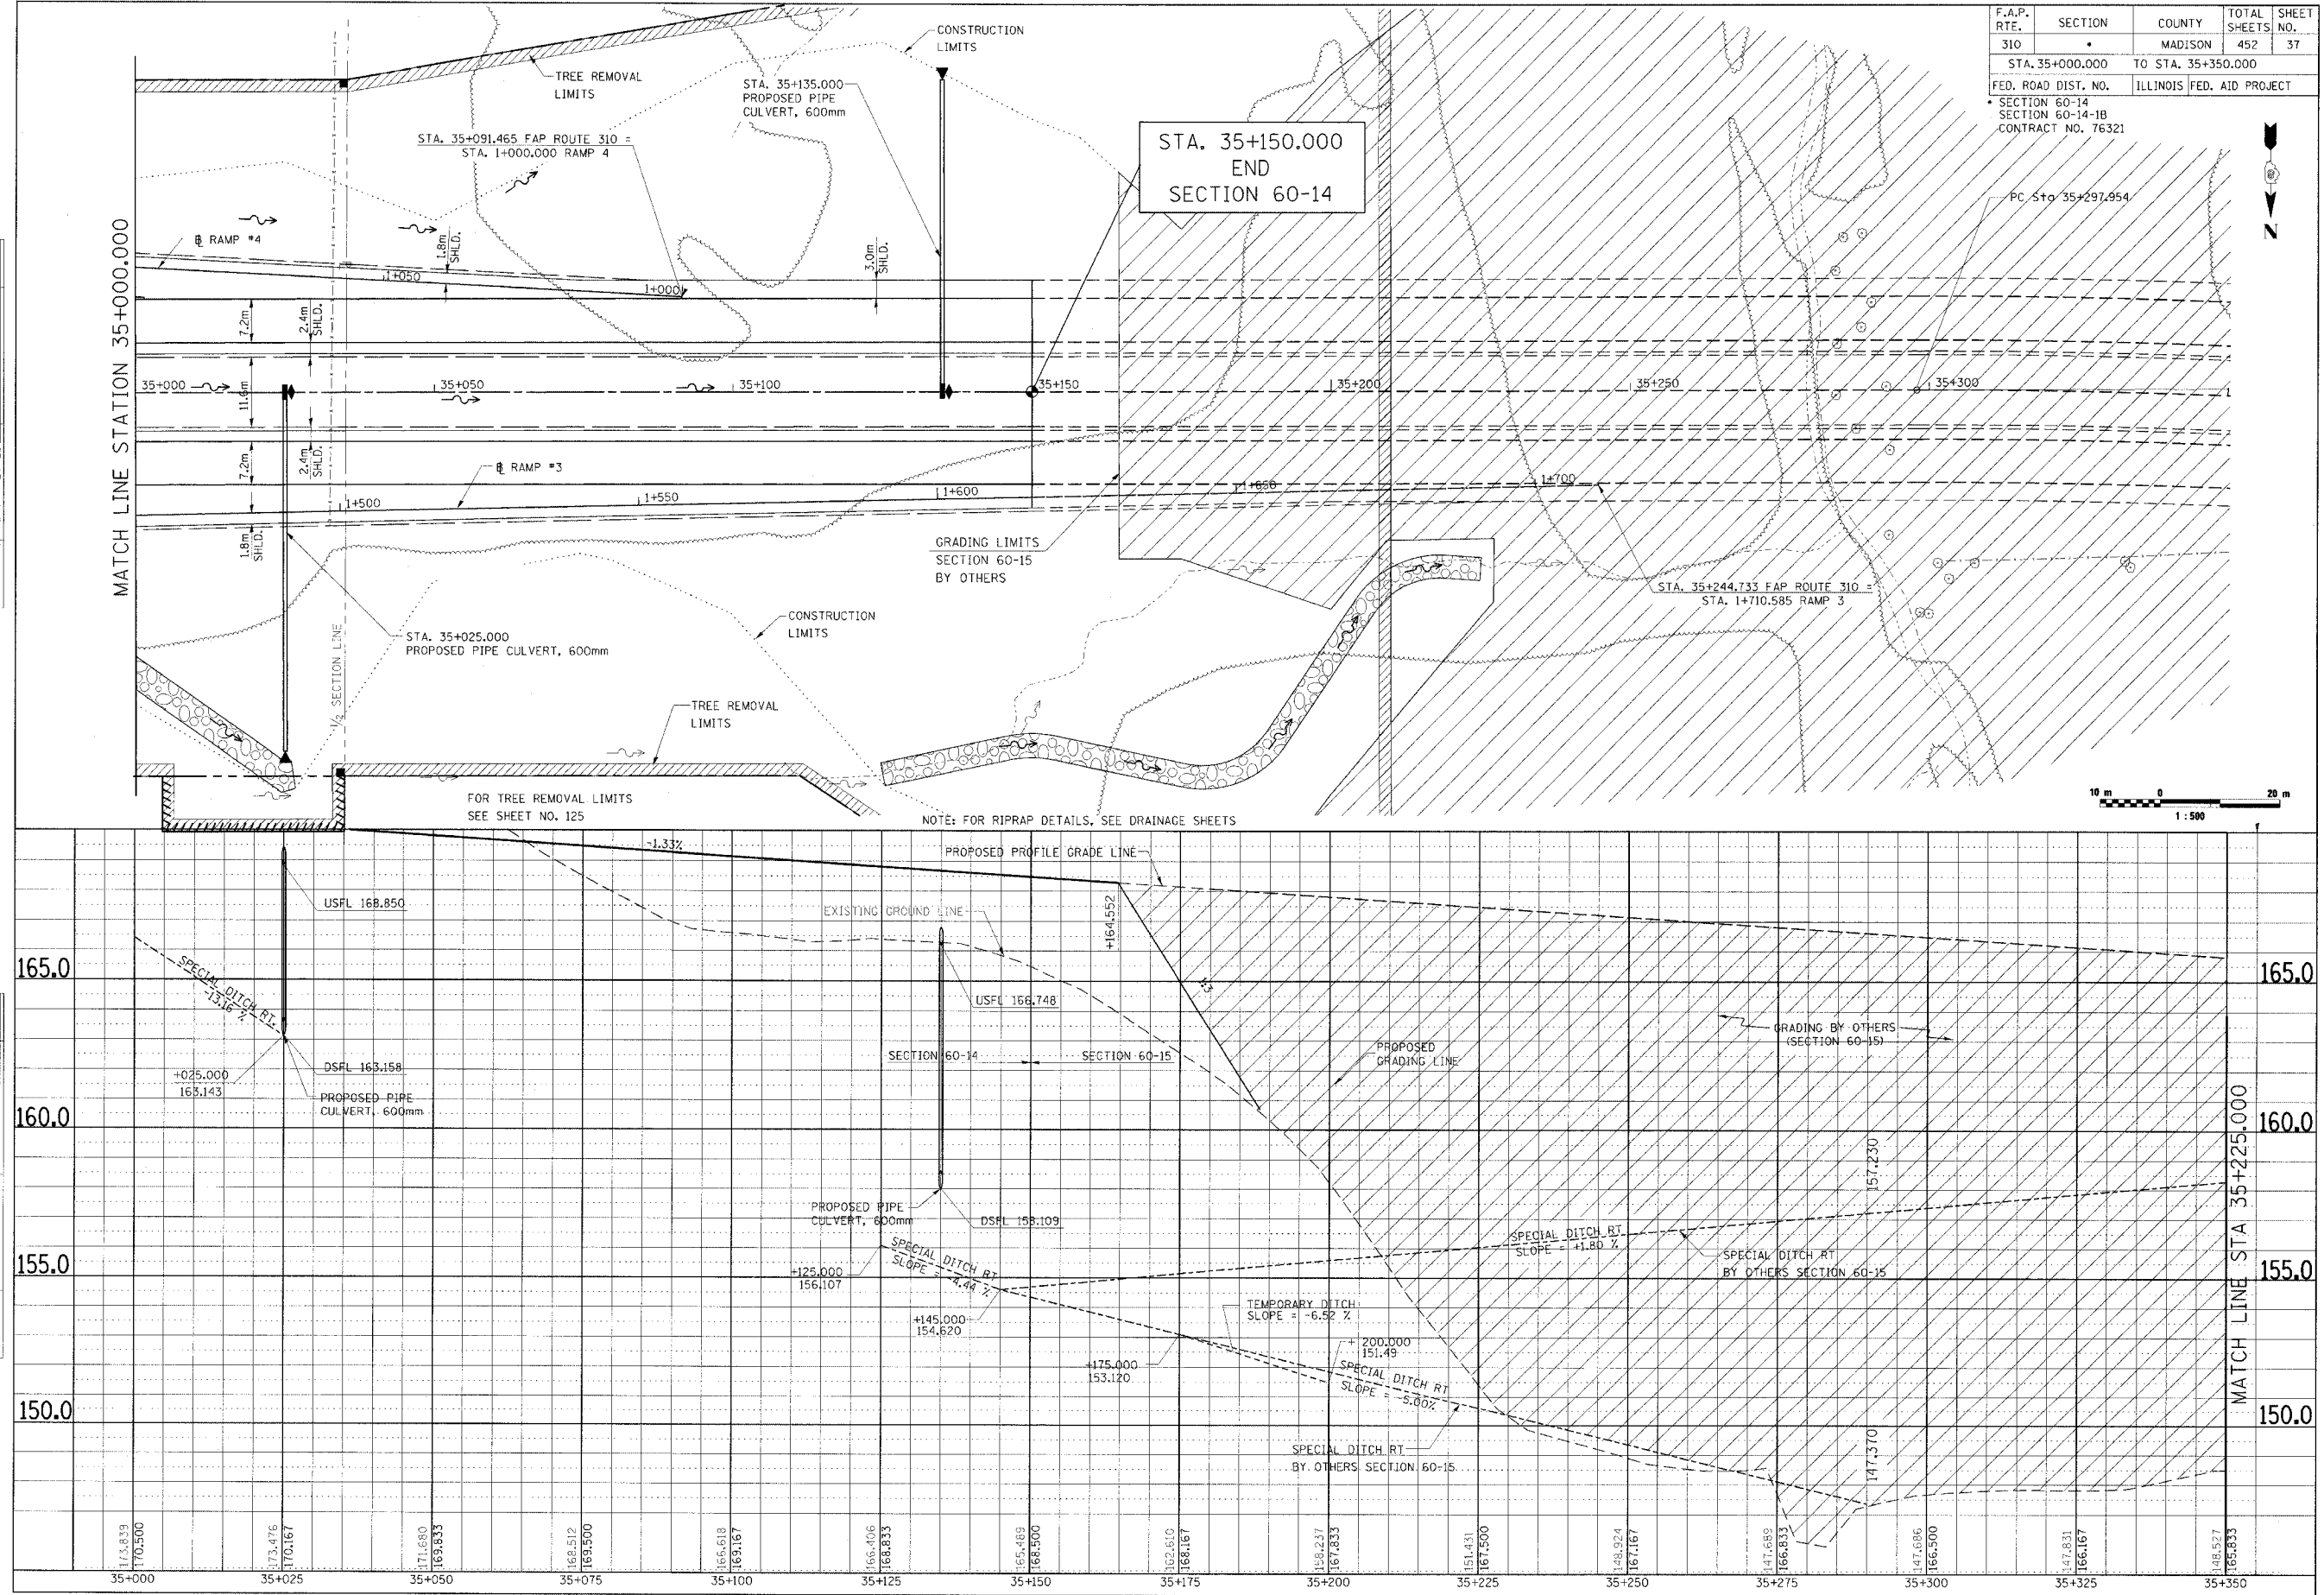 F.A.P. RTE. SECTION COUNTY TOTAL SHEETS SHEET NO.
310 • MADISON 452 37
STA. 35+000.000 TO STA. 35+350.000
FED. ROAD DIST. NO. ILLINOIS FED. AID PROJECT
• SECTION 60-14
SECTION 60-14-1B
CONTRACT NO. 76321
N
CONSTRUCTION
LIMITS
TREE REMOVAL
LIMITS
STA. 35+135.000
PROPOSED PIPE
CULVERT, 600mm
STA. 35+091.465 FAP ROUTE 310 =
STA. 1+000.000 RAMP 4
STA. 35+150.000
END
SECTION 60-14
PC Sta 35+297.954
MATCH LINE STATION 35+000.000
℄ RAMP #4
1.8m
SHLD.
3.0m
SHLD.
1+050
1+000
7.2m
2.4m
SHLD.
35+000
35+050
35+100
35+150
35+200
35+250
35+300
11.6m
7.2m
2.4m
SHLD.
℄ RAMP #3
1+500
1+550
1+600
1+650
1+700
1.8m
SHLD.
GRADING LIMITS
SECTION 60-15
BY OTHERS
STA. 35+244.733 FAP ROUTE 310 =
STA. 1+710.585 RAMP 3
CONSTRUCTION
LIMITS
STA. 35+025.000
PROPOSED PIPE CULVERT, 600mm
1/2 SECTION LINE
TREE REMOVAL
LIMITS
FOR TREE REMOVAL LIMITS
SEE SHEET NO. 125
NOTE: FOR RIPRAP DETAILS, SEE DRAINAGE SHEETS
10 m 0 20 m
1 : 500
-1.33%
PROPOSED PROFILE GRADE LINE
USFL 168.850
EXISTING GROUND LINE
+164.552
165.0
165.0
SPECIAL DITCH RT.
-13.16 %
USFL 166.748
1:3
GRADING BY OTHERS
(SECTION 60-15)
PROPOSED
GRADING LINE
SECTION 60-14
SECTION 60-15
DSFL 163.158
+025.000
163.143
PROPOSED PIPE
CULVERT, 600mm
160.0
160.0
157.230
MATCH LINE STA 35+225.000
PROPOSED PIPE
CULVERT, 600mm
DSFL 158.109
SPECIAL DITCH RT
SLOPE = -4.44 %
SPECIAL DITCH RT
SLOPE = +1.80 %
SPECIAL DITCH RT
BY OTHERS SECTION 60-15
155.0
155.0
+125.000
156.107
+145.000
154.620
TEMPORARY DITCH
SLOPE = -6.52 %
+ 200.000
151.49
+175.000
153.120
SPECIAL DITCH RT
SLOPE = -5.00%
150.0
150.0
SPECIAL DITCH RT
BY OTHERS SECTION 60-15
147.370
173.839
170.500
173.476
170.167
171.680
169.833
168.512
169.500
166.618
169.167
166.406
168.833
165.489
168.500
162.610
168.167
158.237
167.833
151.431
167.500
148.924
167.167
147.689
166.833
147.686
166.500
147.831
166.167
148.527
165.833
35+000
35+025
35+050
35+075
35+100
35+125
35+150
35+175
35+200
35+225
35+250
35+275
35+300
35+325
35+350